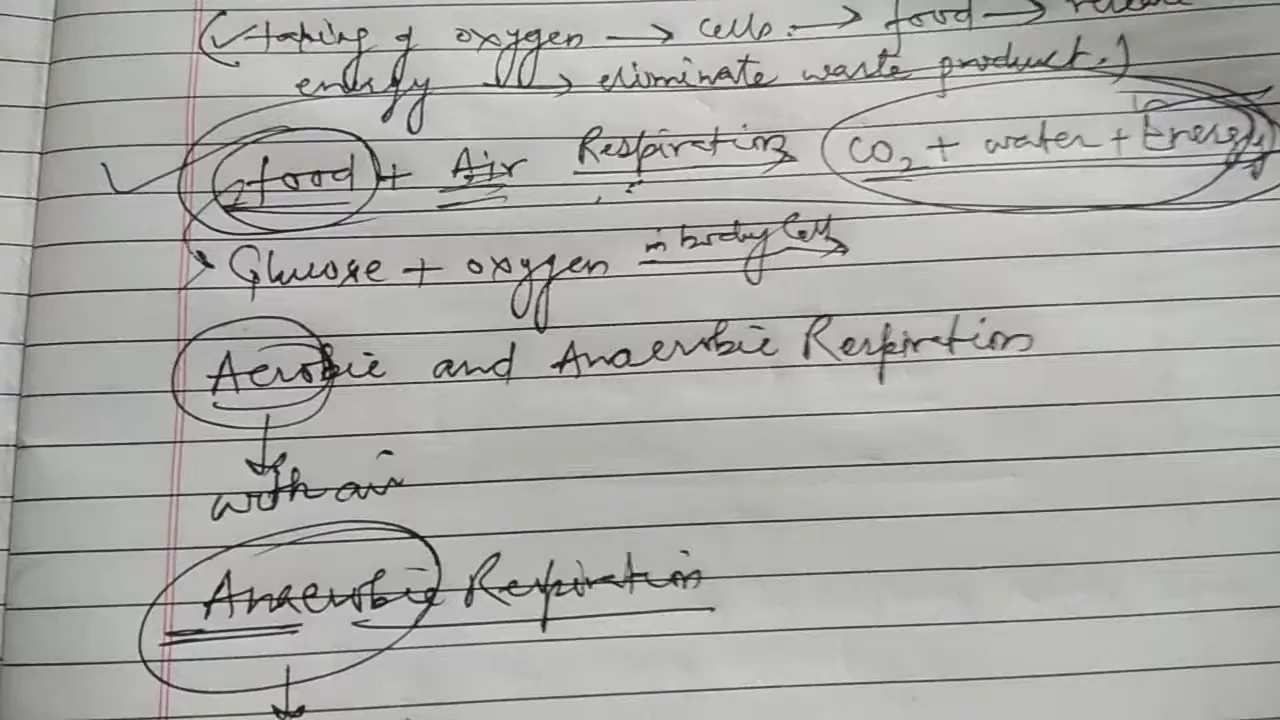 (✓taking of oxygen → cells. → food → release
energy → eliminate waste product.)
✓ food + Air Respiration CO2 + water + Energy
Glucose + oxygen in body cells
Aerobic and Anaerobic Respiration
↓
with air
Anaerobic Respiration
↓